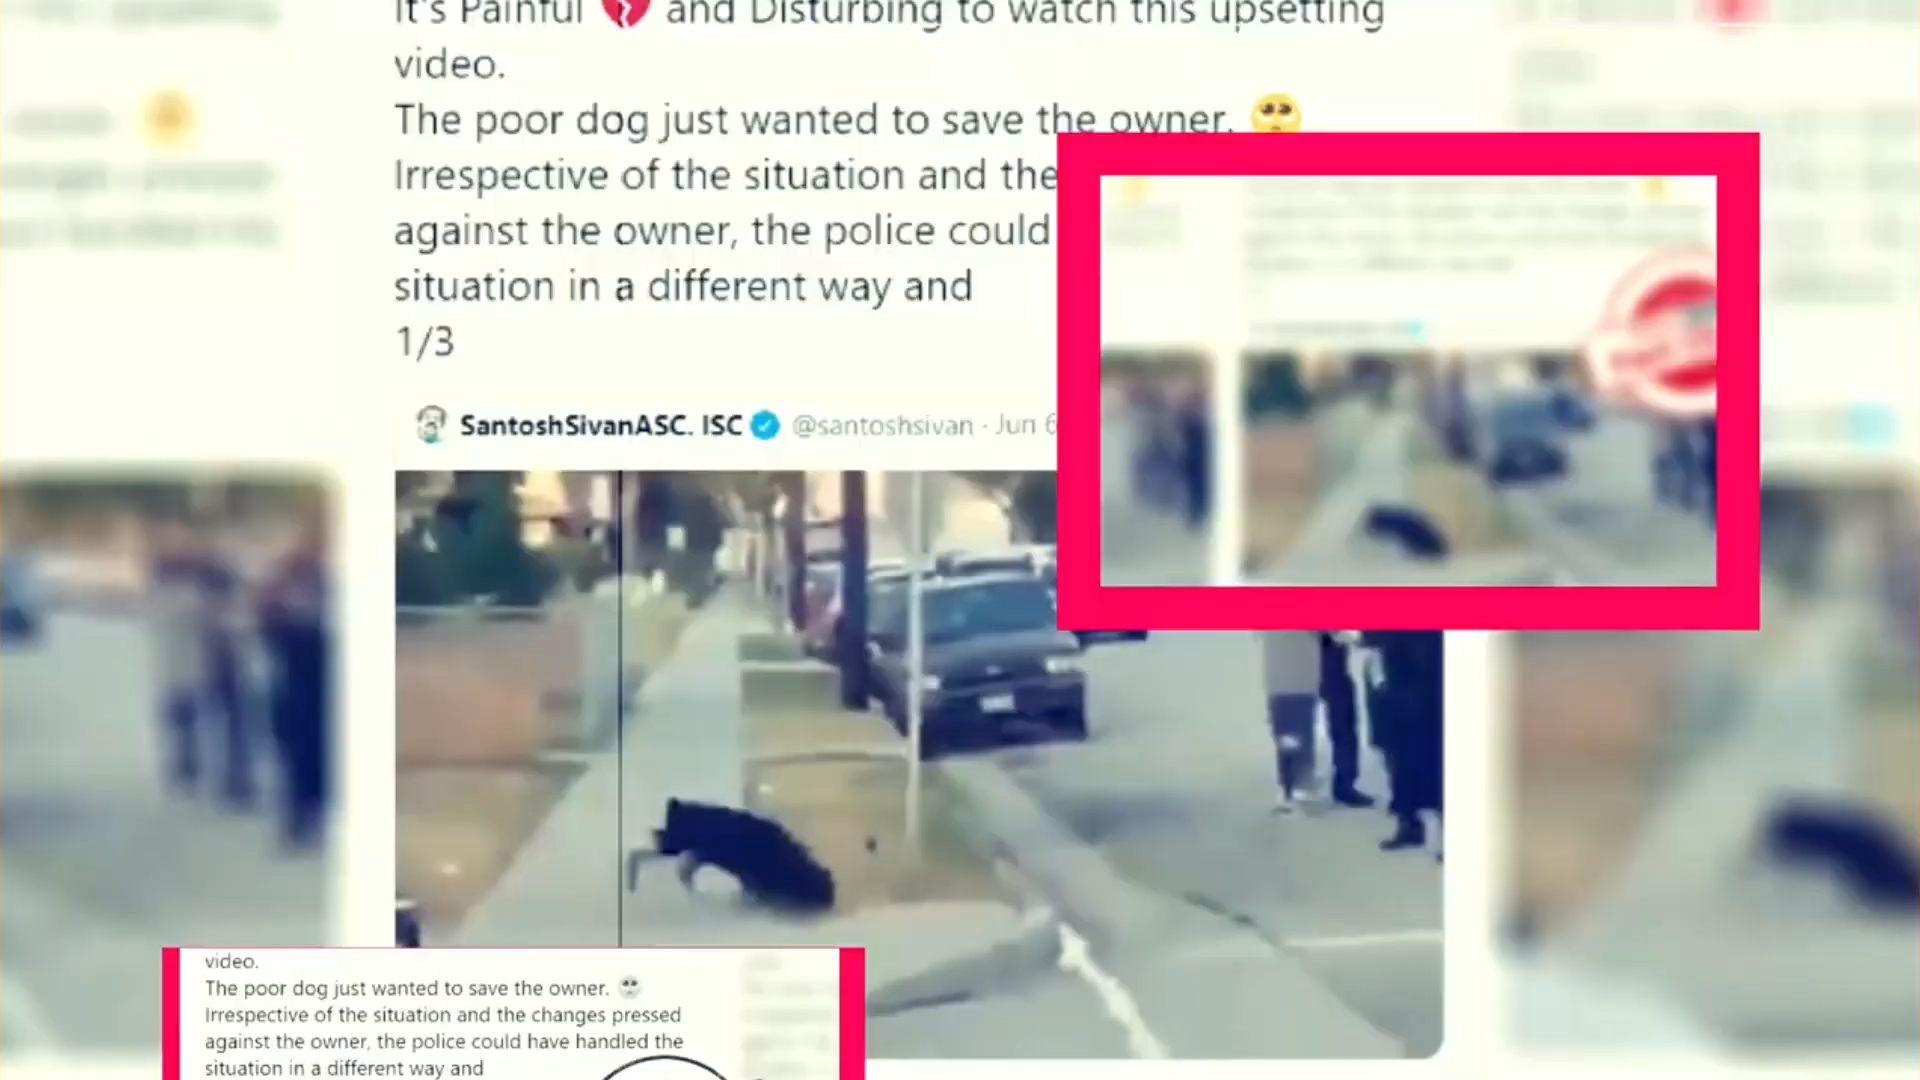 It's Painful 💔 and Disturbing to watch this upsetting
video.
The poor dog just wanted to save the owner. 🥺
Irrespective of the situation and the
against the owner, the police could
situation in a different way and
1/3
SantoshSivanASC. ISC @santoshsivan · Jun 6
video.
The poor dog just wanted to save the owner. 🥺
Irrespective of the situation and the changes pressed
against the owner, the police could have handled the
situation in a different way and